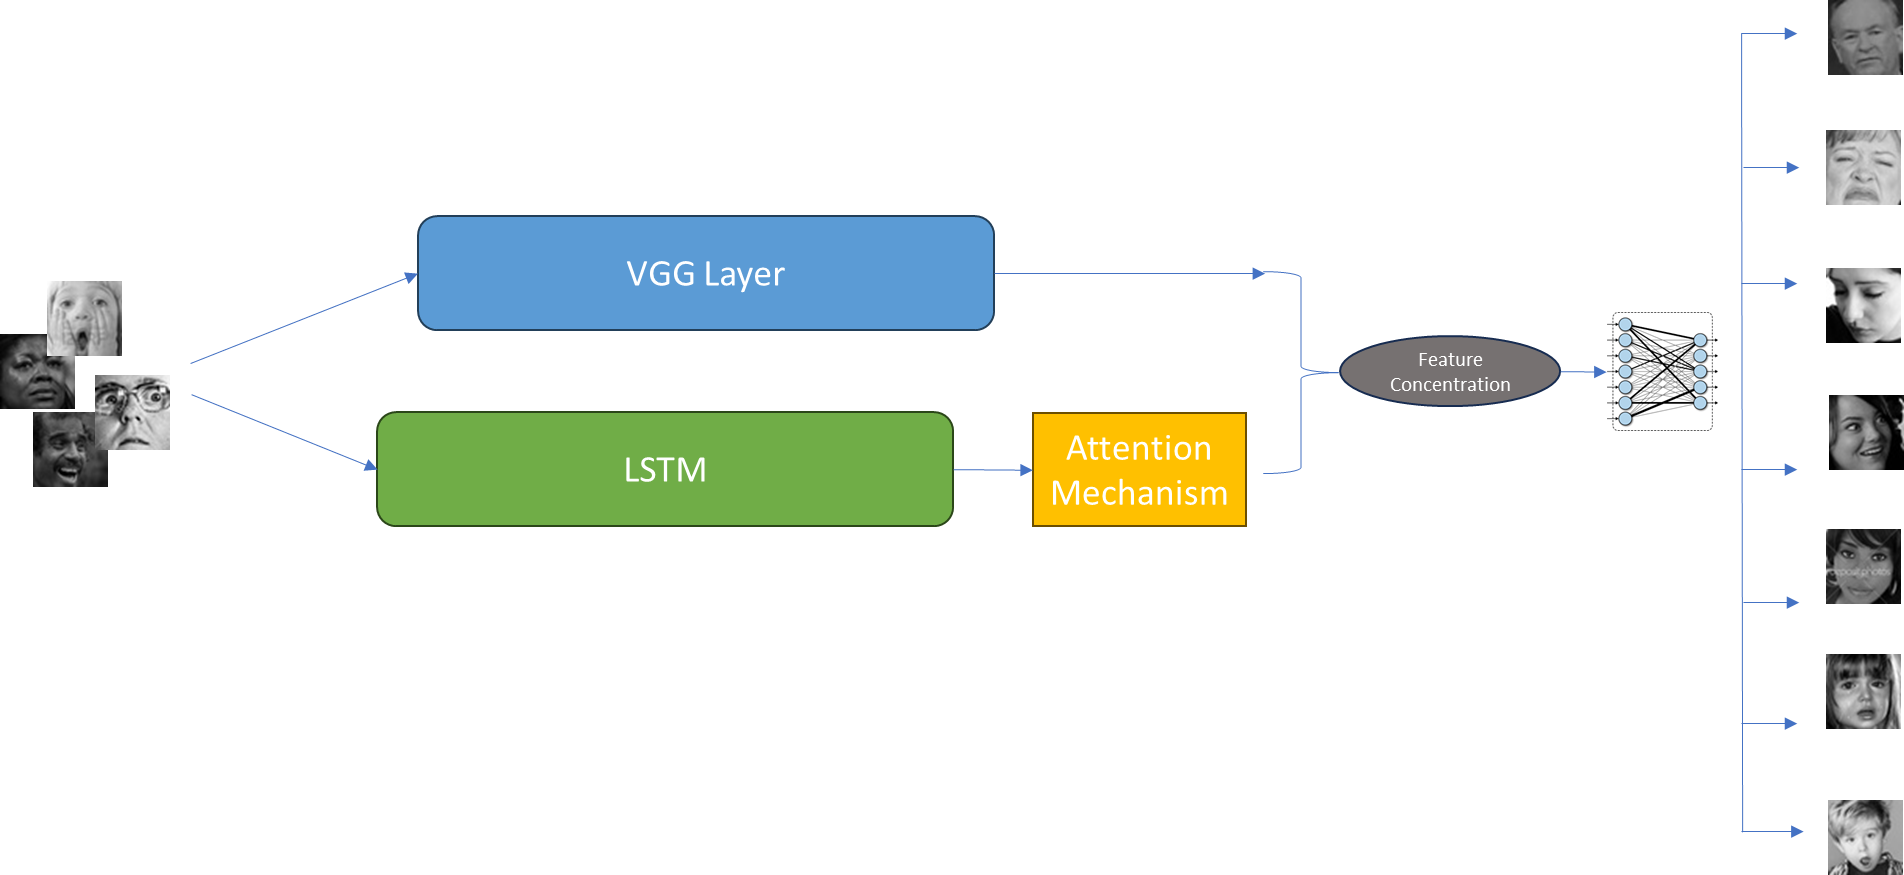 VGG Layer
LSTM
Attention
Mechanism
Feature
Concentration